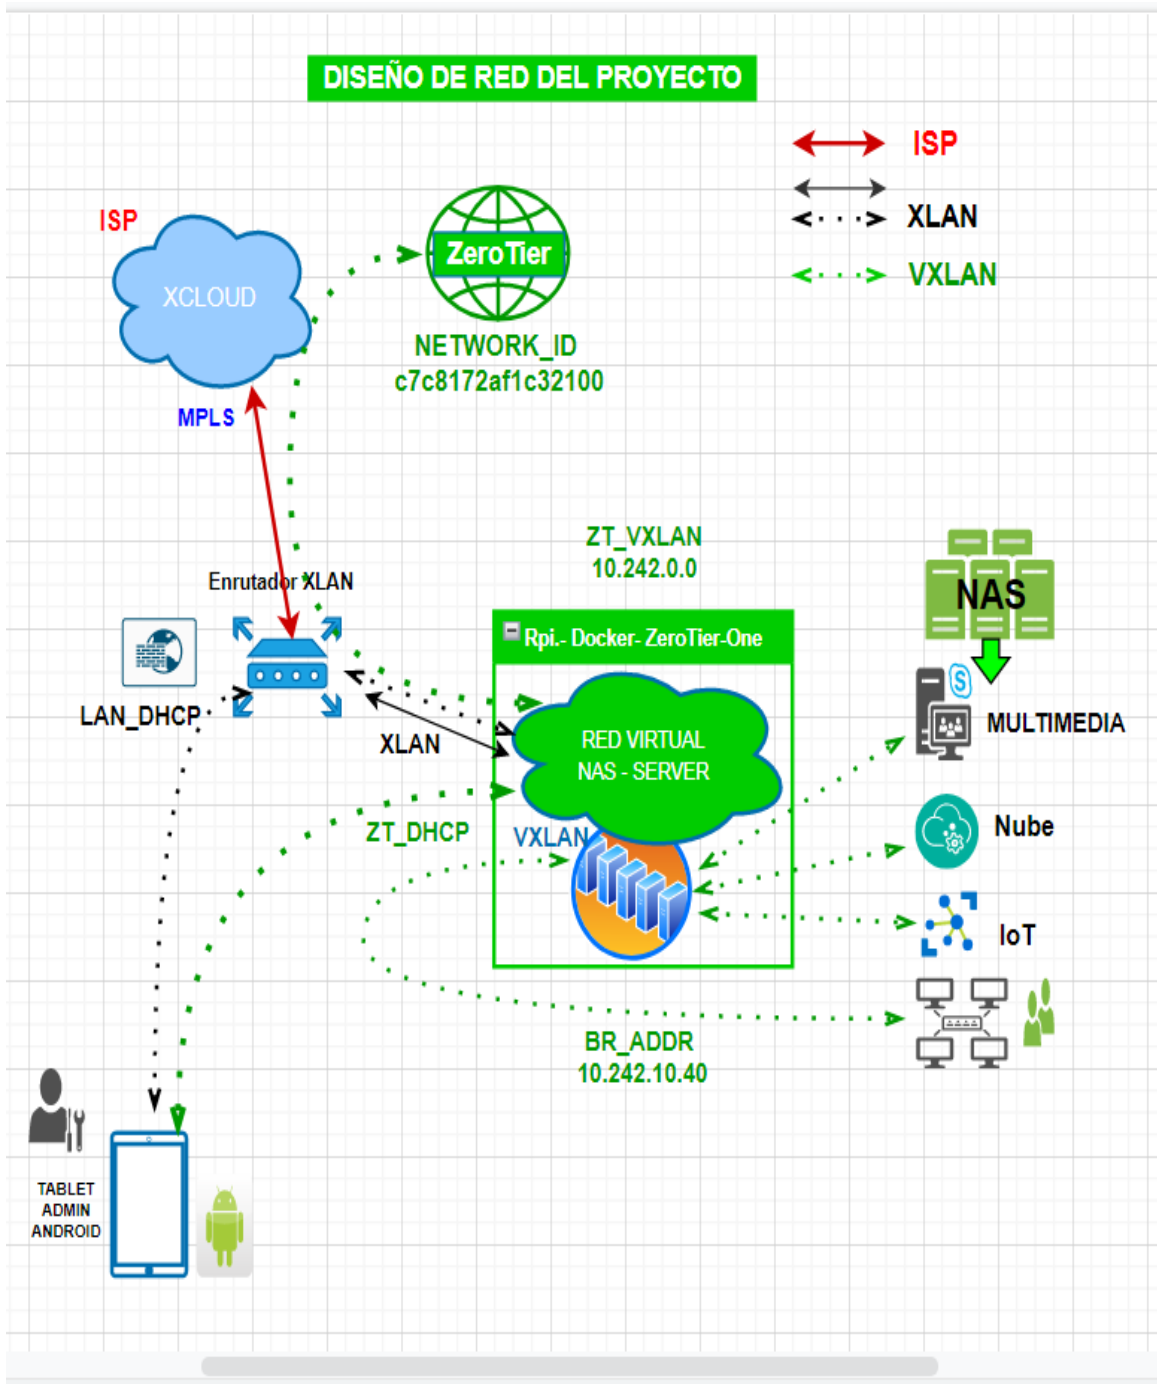 DISEÑO DE RED DEL PROYECTO
ISP
XLAN
VXLAN
ISP
XCLOUD
ZeroTier
NETWORK_ID
c7c8172af1c32100
MPLS
ZT_VXLAN
10.242.0.0
Enrutador XLAN
NAS
Rpi.- Docker- ZeroTier-One
LAN_DHCP
XLAN
RED VIRTUAL
NAS - SERVER
S
MULTIMEDIA
ZT_DHCP
VXLAN
Nube
IoT
BR_ADDR
10.242.10.40
TABLET
ADMIN
ANDROID